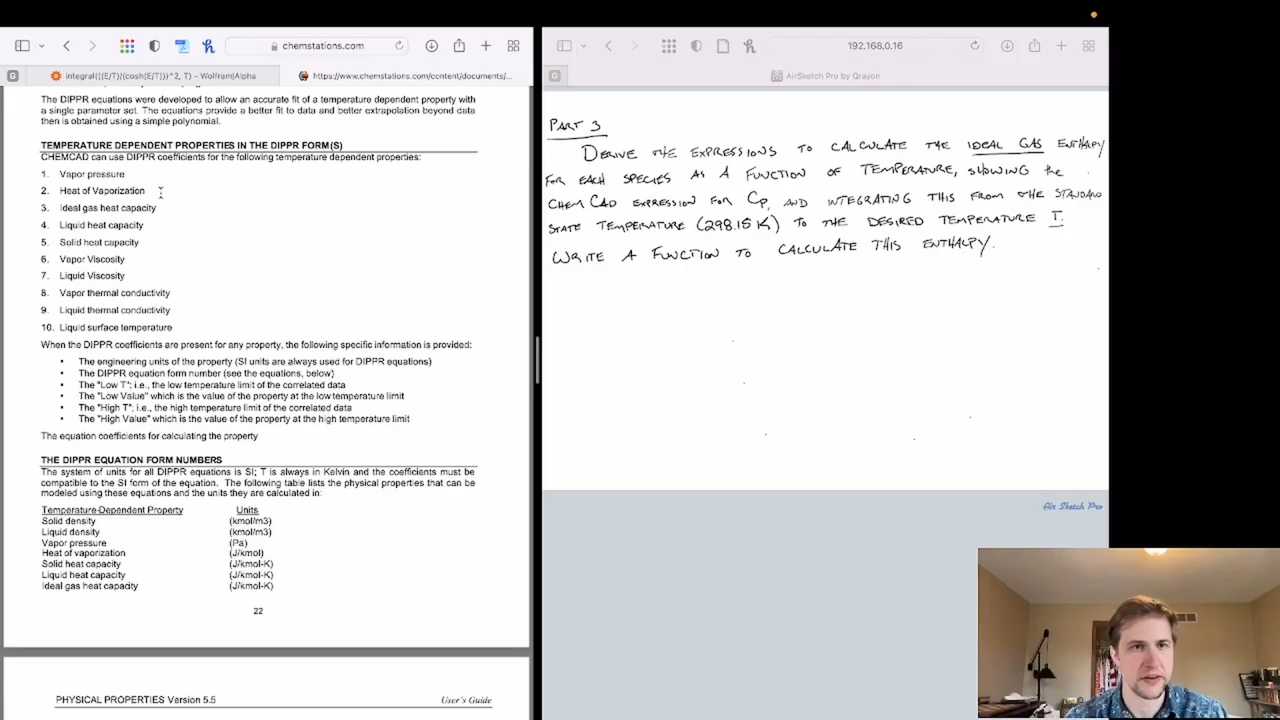 chemstations.com
192.168.0.16
integral(((E/T)/(cosh(E/T)))^2, T) - Wolfram|Alpha
https://www.chemstations.com/content/documents/...
AirSketch Pro by Qrayon
The DIPPR equations were developed to allow an accurate fit of a temperature dependent property with
a single parameter set. The equations provide a better fit to data and better extrapolation beyond data
then is obtained using a simple polynomial.
TEMPERATURE DEPENDENT PROPERTIES IN THE DIPPR FORM(S)
CHEMCAD can use DIPPR coefficients for the following temperature dependent properties:
1. Vapor pressure
2. Heat of Vaporization
3. Ideal gas heat capacity
4. Liquid heat capacity
5. Solid heat capacity
6. Vapor Viscosity
7. Liquid Viscosity
8. Vapor thermal conductivity
9. Liquid thermal conductivity
10. Liquid surface temperature
When the DIPPR coefficients are present for any property, the following specific information is provided:
• The engineering units of the property (SI units are always used for DIPPR equations)
• The DIPPR equation form number (see the equations, below)
• The "Low T"; i.e., the low temperature limit of the correlated data
• The "Low Value" which is the value of the property at the low temperature limit
• The "High T"; i.e., the high temperature limit of the correlated data
• The "High Value" which is the value of the property at the high temperature limit
The equation coefficients for calculating the property
THE DIPPR EQUATION FORM NUMBERS
The system of units for all DIPPR equations is SI; T is always in Kelvin and the coefficients must be
compatible to the SI form of the equation. The following table lists the physical properties that can be
modeled using these equations and the units they are calculated in:
Temperature-Dependent Property Units
Solid density (kmol/m3)
Liquid density (kmol/m3)
Vapor pressure (Pa)
Heat of vaporization (J/kmol)
Solid heat capacity (J/kmol-K)
Liquid heat capacity (J/kmol-K)
Ideal gas heat capacity (J/kmol-K)
22
PHYSICAL PROPERTIES Version 5.5 User's Guide
PART 3
DERIVE THE EXPRESSIONS TO CALCULATE THE IDEAL GAS ENTHALPY
FOR EACH SPECIES AS A FUNCTION OF TEMPERATURE, SHOWING the
CHEMCAD EXPRESSION FOR Cp, AND INTEGRATING THIS FROM the STANDARD
STATE TEMPERATURE (298.15 K) TO THE DESIRED TEMPERATURE T.
WRITE A FUNCTION TO CALCULATE THIS ENTHALPY.
Air Sketch Pro